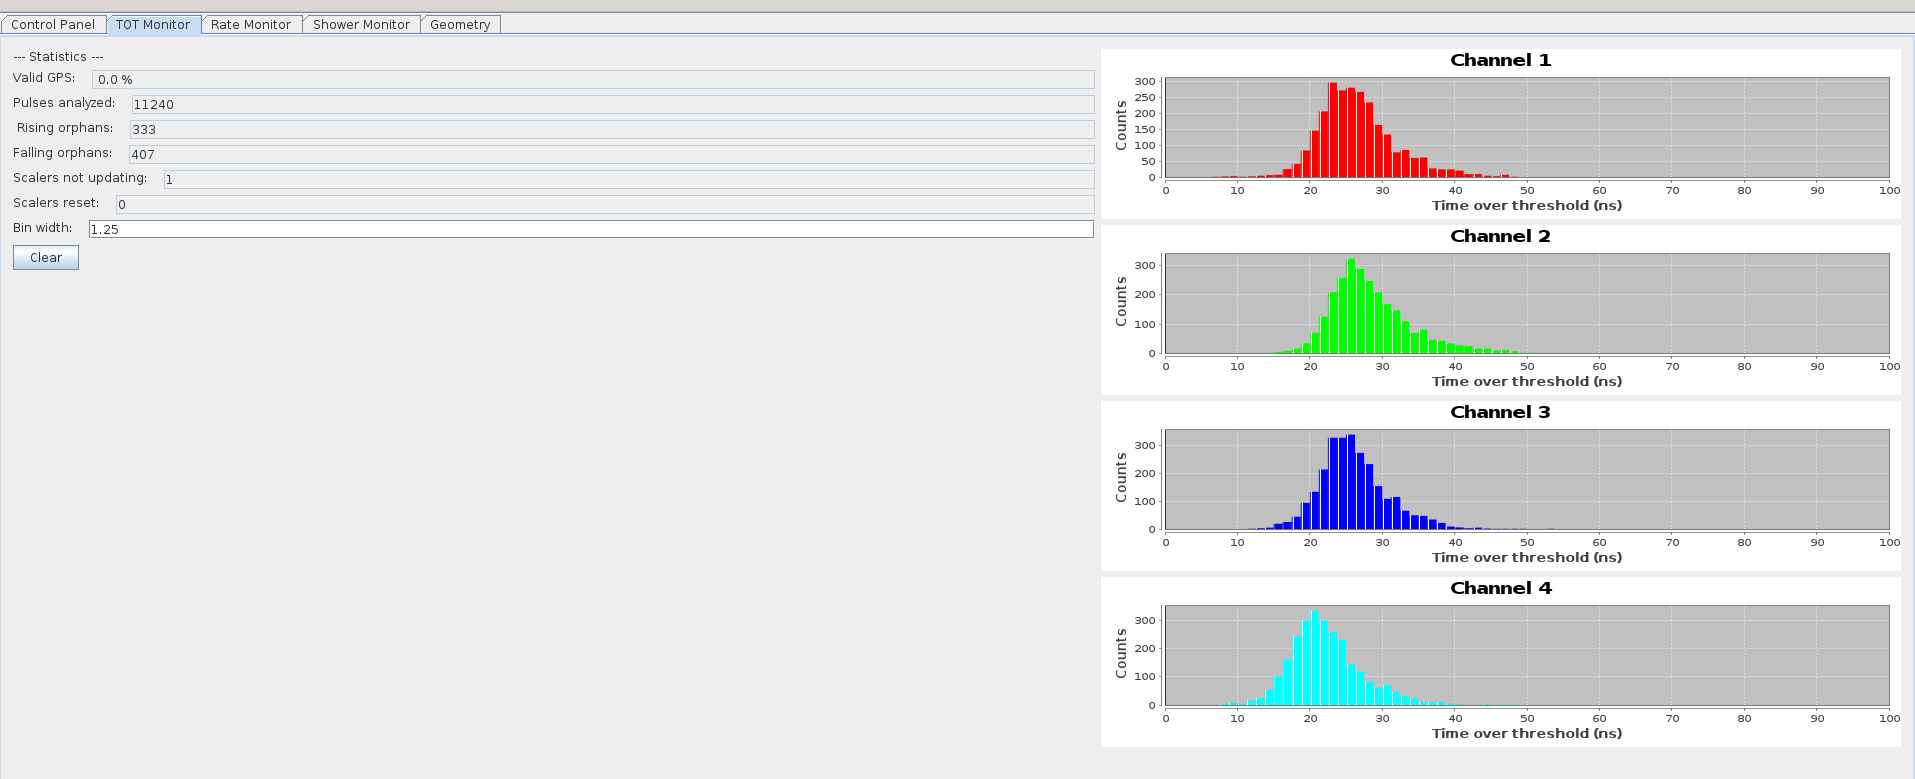 Control Panel TOT Monitor Rate Monitor Shower Monitor Geometry
--- Statistics ---
Valid GPS: 0.0 %
Pulses analyzed: 11240
Rising orphans: 333
Falling orphans: 407
Scalers not updating: 1
Scalers reset: 0
Bin width: 1.25
Clear
Channel 1
Counts
300
250
200
150
100
50
0
0 10 20 30 40 50 60 70 80 90 100
Time over threshold (ns)
Channel 2
Counts
300
200
100
0
0 10 20 30 40 50 60 70 80 90 100
Time over threshold (ns)
Channel 3
Counts
300
200
100
0
0 10 20 30 40 50 60 70 80 90 100
Time over threshold (ns)
Channel 4
Counts
300
200
100
0
0 10 20 30 40 50 60 70 80 90 100
Time over threshold (ns)